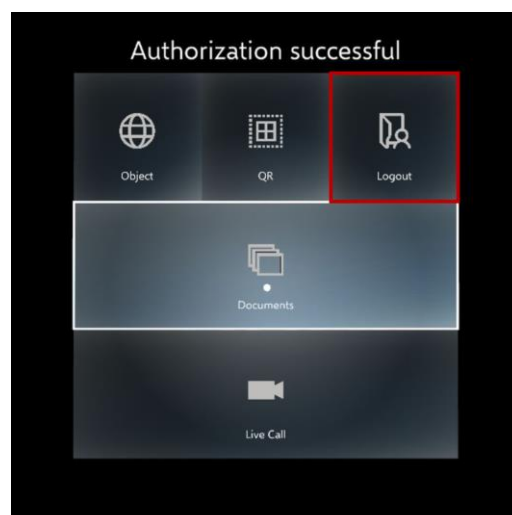 Authorization successful
Object
QR
Logout
Documents
Live Call